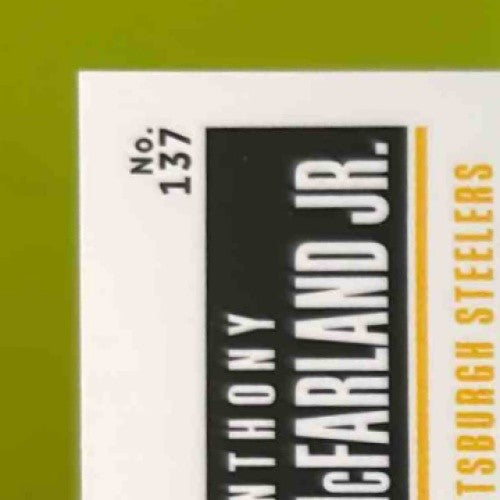 No.
137
NTHONY
cFARLAND JR.
TSBURGH STEELERS